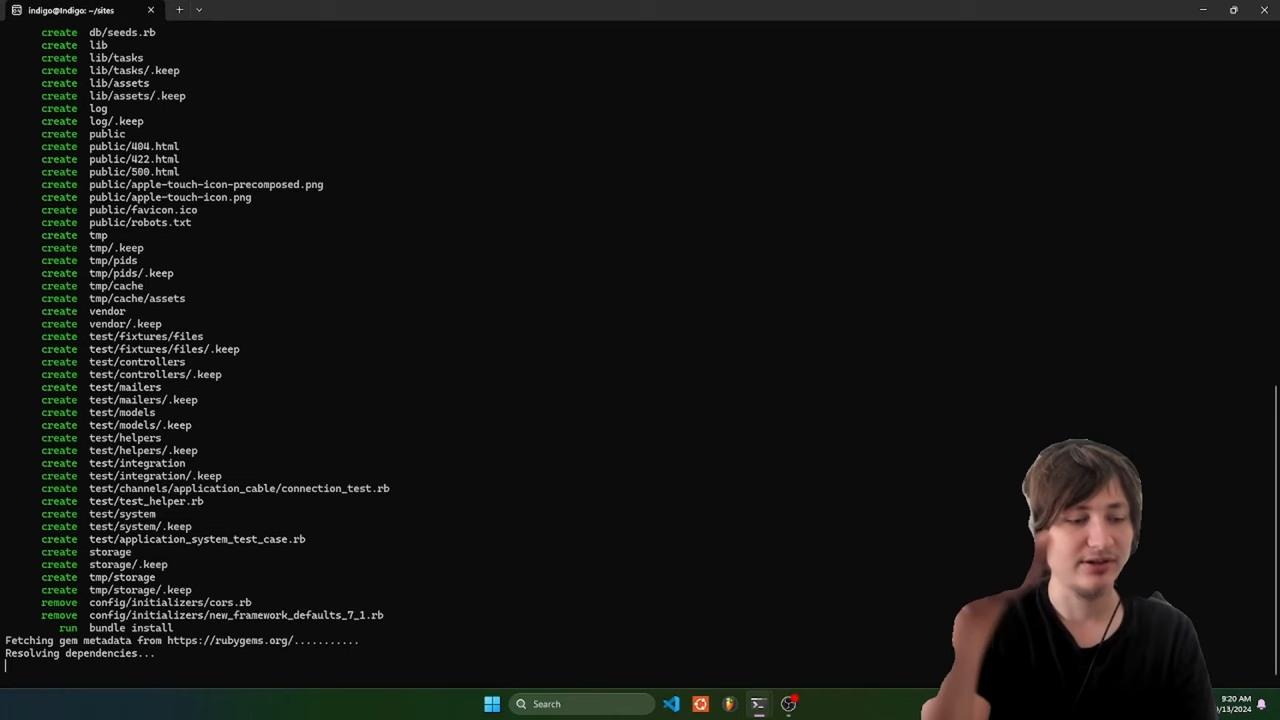 indigo@Indigo: ~/sites
create db/seeds.rb
create lib
create lib/tasks
create lib/tasks/.keep
create lib/assets
create lib/assets/.keep
create log
create log/.keep
create public
create public/404.html
create public/422.html
create public/500.html
create public/apple-touch-icon-precomposed.png
create public/apple-touch-icon.png
create public/favicon.ico
create public/robots.txt
create tmp
create tmp/.keep
create tmp/pids
create tmp/pids/.keep
create tmp/cache
create tmp/cache/assets
create vendor
create vendor/.keep
create test/fixtures/files
create test/fixtures/files/.keep
create test/controllers
create test/controllers/.keep
create test/mailers
create test/mailers/.keep
create test/models
create test/models/.keep
create test/helpers
create test/helpers/.keep
create test/integration
create test/integration/.keep
create test/channels/application_cable/connection_test.rb
create test/test_helper.rb
create test/system
create test/system/.keep
create test/application_system_test_case.rb
create storage
create storage/.keep
create tmp/storage
create tmp/storage/.keep
remove config/initializers/cors.rb
remove config/initializers/new_framework_defaults_7_1.rb
run bundle install
Fetching gem metadata from https://rubygems.org/...........
Resolving dependencies...
Search
9:20 AM
/13/2024